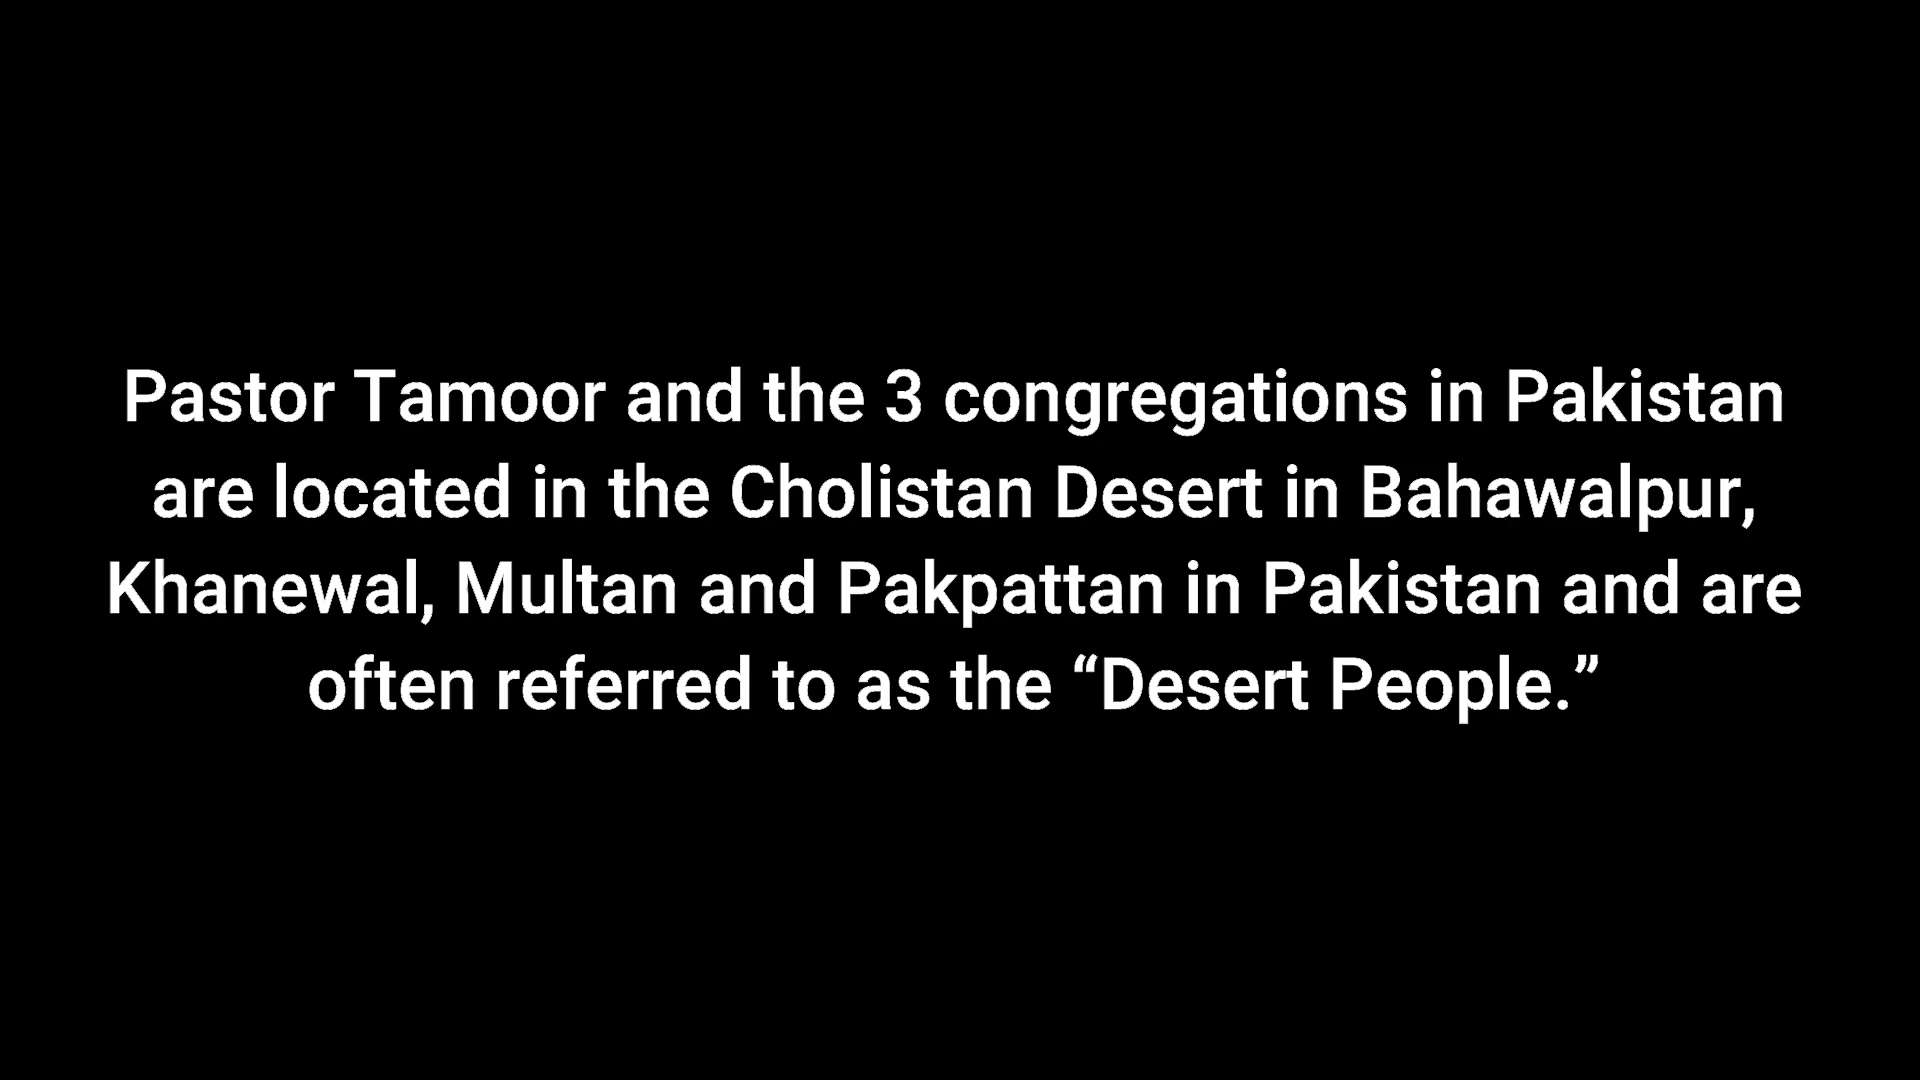 Pastor Tamoor and the 3 congregations in Pakistan
are located in the Cholistan Desert in Bahawalpur,
Khanewal, Multan and Pakpattan in Pakistan and are
often referred to as the “Desert People.”